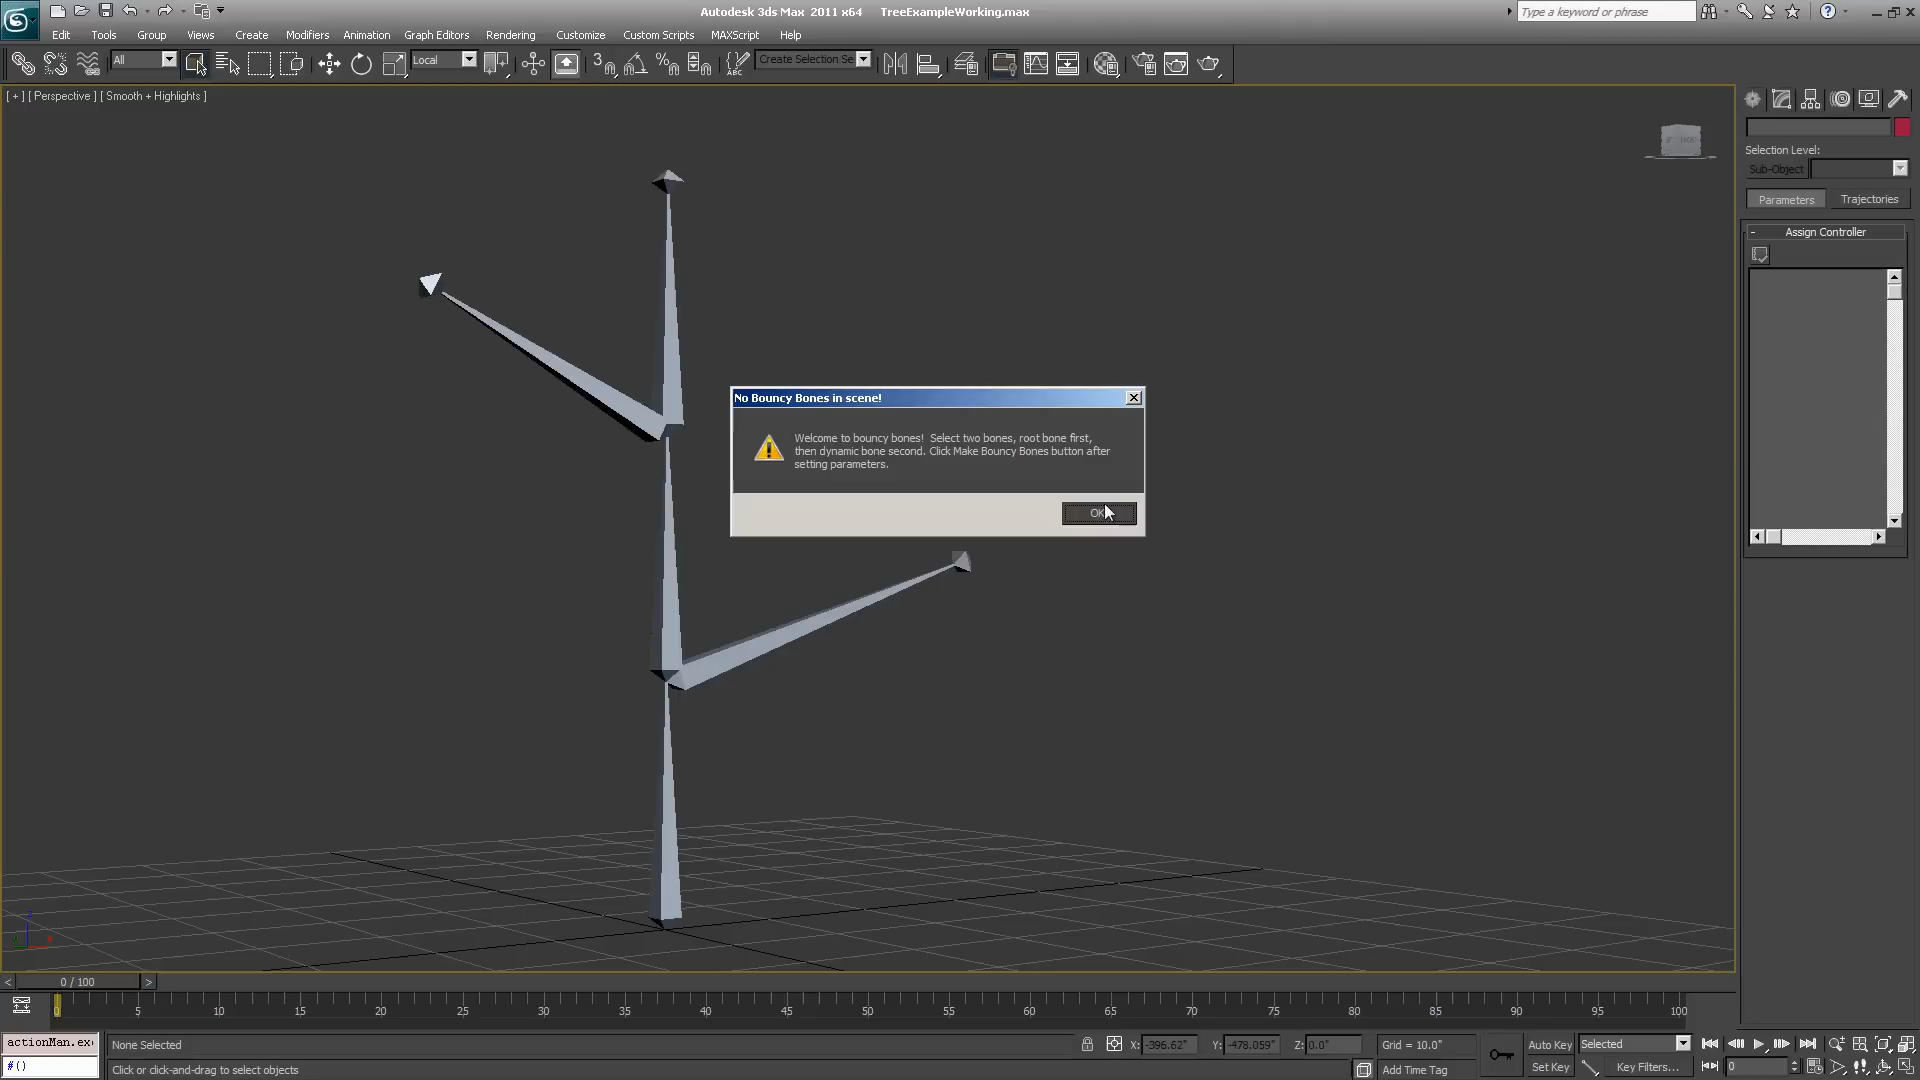 Autodesk 3ds Max 2011 x64 TreeExampleWorking.max
Type a keyword or phrase
Edit Tools Group Views Create Modifiers Animation Graph Editors Rendering Customize Custom Scripts MAXScript Help
All
Local
Create Selection Se
[ + ] [ Perspective ] [ Smooth + Highlights ]
Selection Level:
Sub-Object
Parameters Trajectories
- Assign Controller
No Bouncy Bones in scene!
Welcome to bouncy bones! Select two bones, root bone first,
then dynamic bone second. Click Make Bouncy Bones button after
setting parameters.
OK
< 0 / 100 >
0 5 10 15 20 25 30 35 40 45 50 55 60 65 70 75 80 85 90 95 100
actionMan.ex
None Selected
X: -396.62" Y: -478.059" Z: 0.0" Grid = 10.0"
Auto Key Selected
#()
Click or click-and-drag to select objects
Add Time Tag
Set Key Key Filters... 0